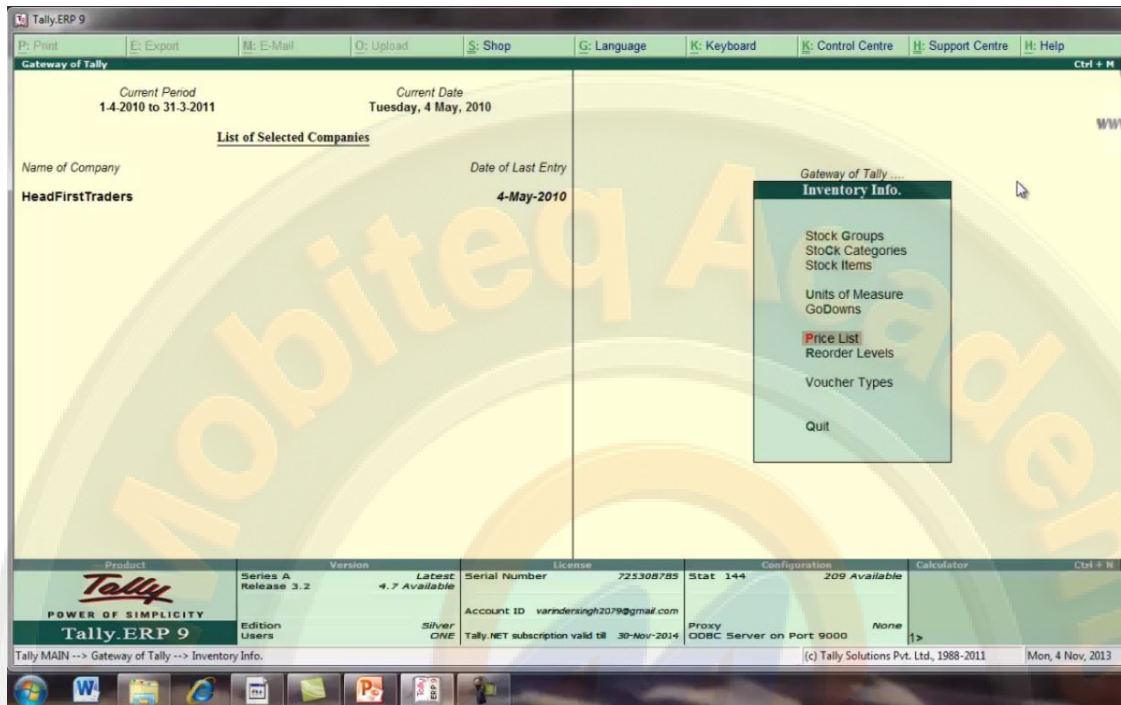 Tally.ERP 9
P: Print E: Export M: E-Mail O: Upload S: Shop G: Language K: Keyboard K: Control Centre H: Support Centre H: Help
Gateway of Tally Ctrl + M
Current Period Current Date
1-4-2010 to 31-3-2011 Tuesday, 4 May, 2010
List of Selected Companies
Name of Company Date of Last Entry
HeadFirstTraders 4-May-2010
Gateway of Tally ....
Inventory Info.
Stock Groups
StoCk Categories
Stock Items
Units of Measure
GoDowns
Price List
Reorder Levels
Voucher Types
Quit
Mobiteq Academ
Product Version License Configuration Calculator Ctrl + N
Tally
POWER OF SIMPLICITY
Tally.ERP 9
Series A Latest
Release 3.2 4.7 Available
Edition Silver
Users ONE
Serial Number 725308785
Account ID varindersingh2079@gmail.com
Tally.NET subscription valid till 30-Nov-2014
Stat 144 209 Available
Proxy None
ODBC Server on Port 9000
1>
Tally MAIN --> Gateway of Tally --> Inventory Info. (c) Tally Solutions Pvt. Ltd., 1988-2011 Mon, 4 Nov, 2013